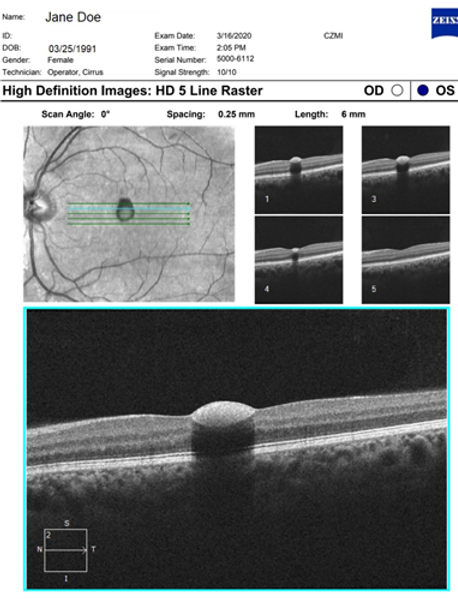 Name: Jane Doe
ZEISS
ID: Exam Date: 3/16/2020 CZMI
DOB: 03/25/1991 Exam Time: 2:05 PM
Gender: Female Serial Number: 5000-6112
Technician: Operator, Cirrus Signal Strength: 10/10
High Definition Images: HD 5 Line Raster OD OS
Scan Angle: 0° Spacing: 0.25 mm Length: 6 mm
1 3
4 5
S
2
N T
I